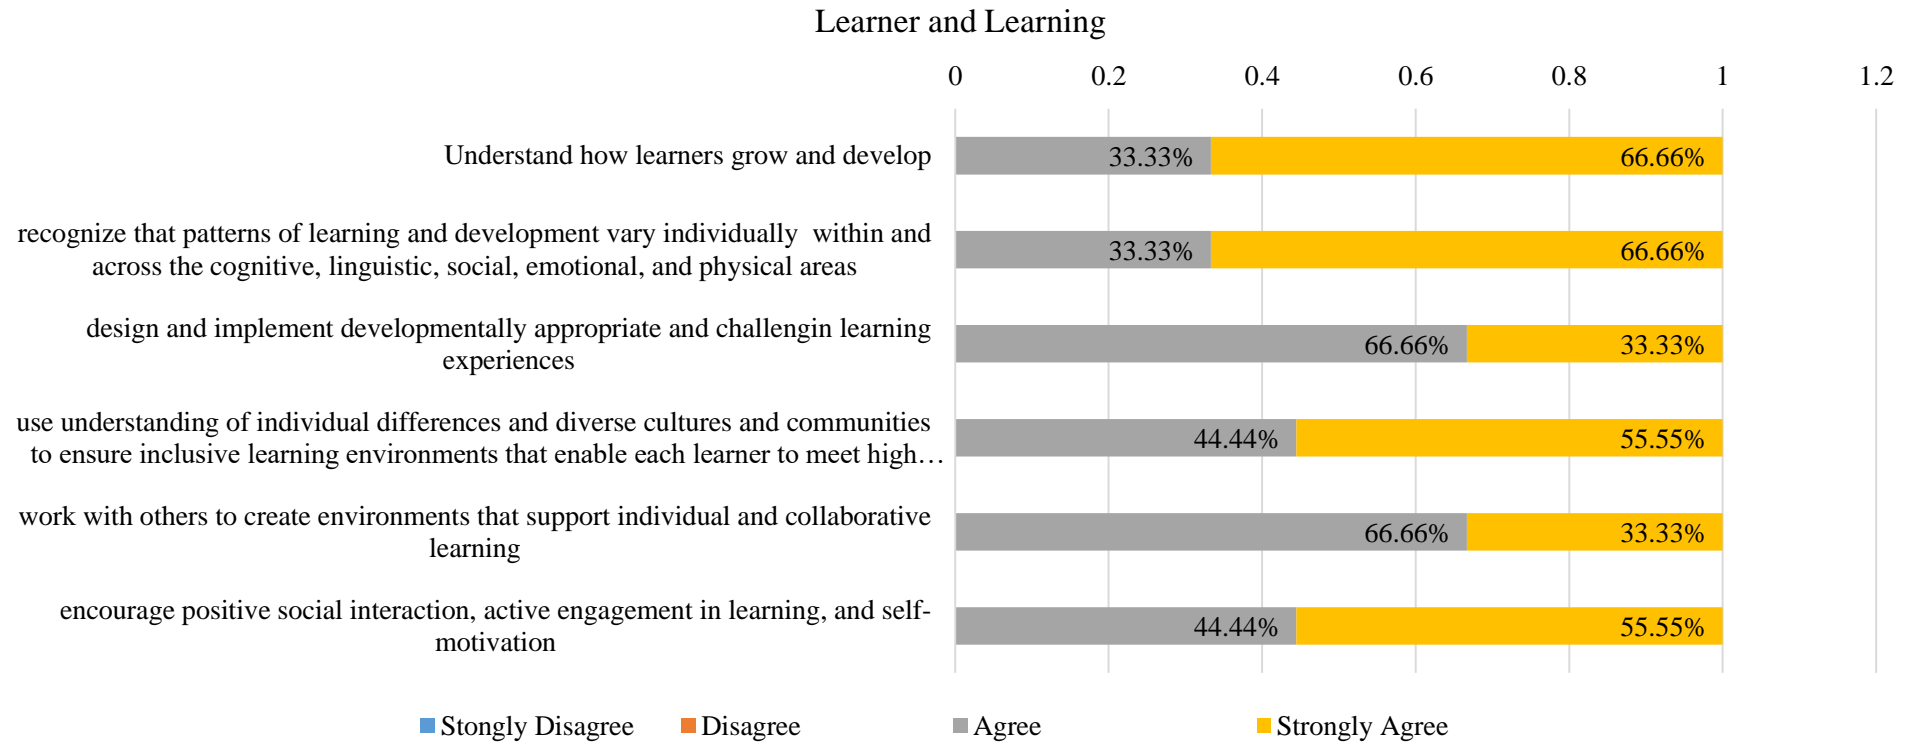 Learner and Learning
0 0.2 0.4 0.6 0.8 1 1.2
Understand how learners grow and develop
33.33% 66.66%
recognize that patterns of learning and development vary individually  within and
across the cognitive, linguistic, social, emotional, and physical areas
33.33% 66.66%
design and implement developmentally appropriate and challengin learning
experiences
66.66% 33.33%
use understanding of individual differences and diverse cultures and communities
to ensure inclusive learning environments that enable each learner to meet high…
44.44% 55.55%
work with others to create environments that support individual and collaborative
learning
66.66% 33.33%
encourage positive social interaction, active engagement in learning, and self-
motivation
44.44% 55.55%
Stongly Disagree Disagree Agree Strongly Agree